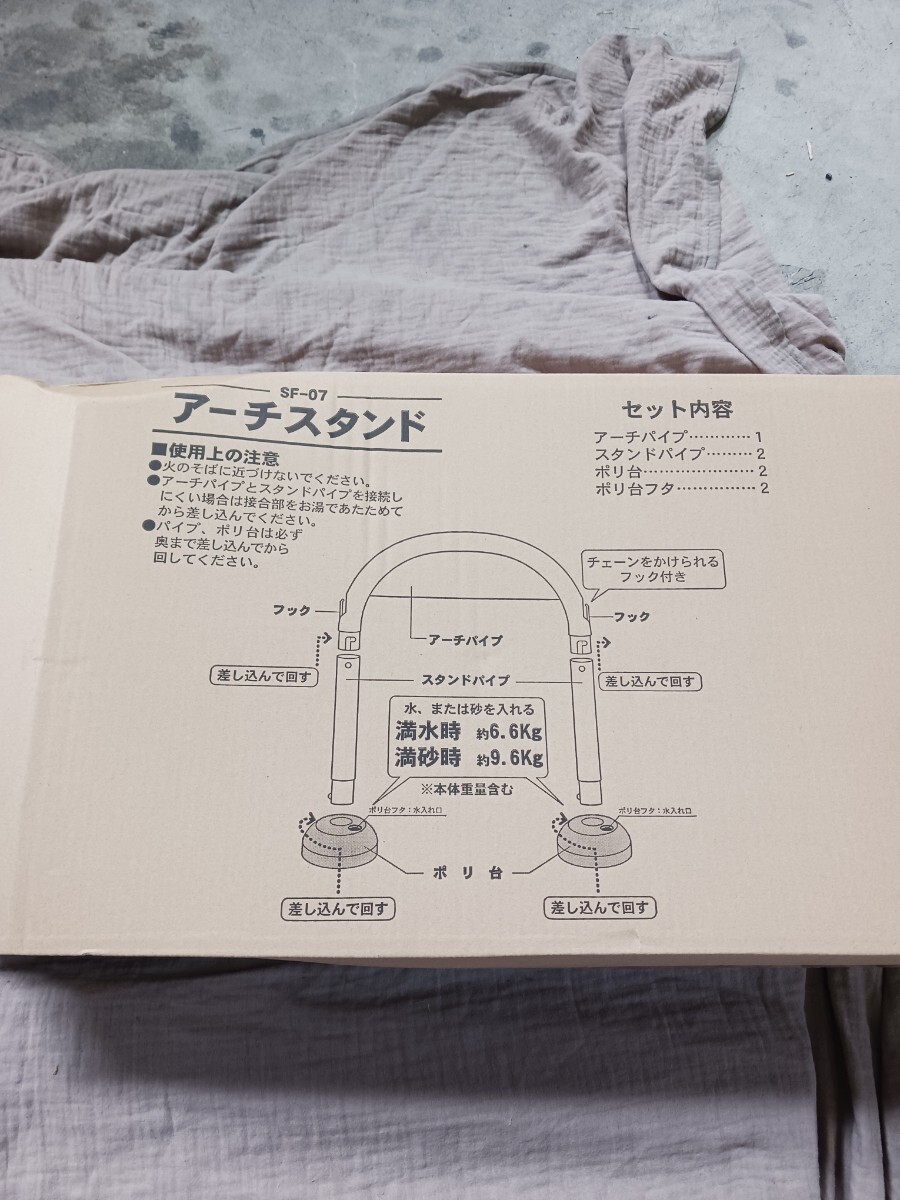 SF-07
アーチスタンド
■使用上の注意
●火のそばに近づけないでください。
●アーチパイプとスタンドパイプを接続し
にくい場合は接合部をお湯であたためて
から差し込んでください。
●パイプ、ポリ台は必ず
奥まで差し込んでから
回してください。
セット内容
アーチパイプ…………1
スタンドパイプ………2
ポリ台…………………2
ポリ台フタ……………2
チェーンをかけられる
フック付き
フック
フック
アーチパイプ
差し込んで回す
スタンドパイプ
差し込んで回す
水、または砂を入れる
満水時 約6.6Kg
満砂時 約9.6Kg
※本体重量含む
ポリ台フタ：水入れ口
ポリ台フタ：水入れ口
ポリ台
差し込んで回す
差し込んで回す